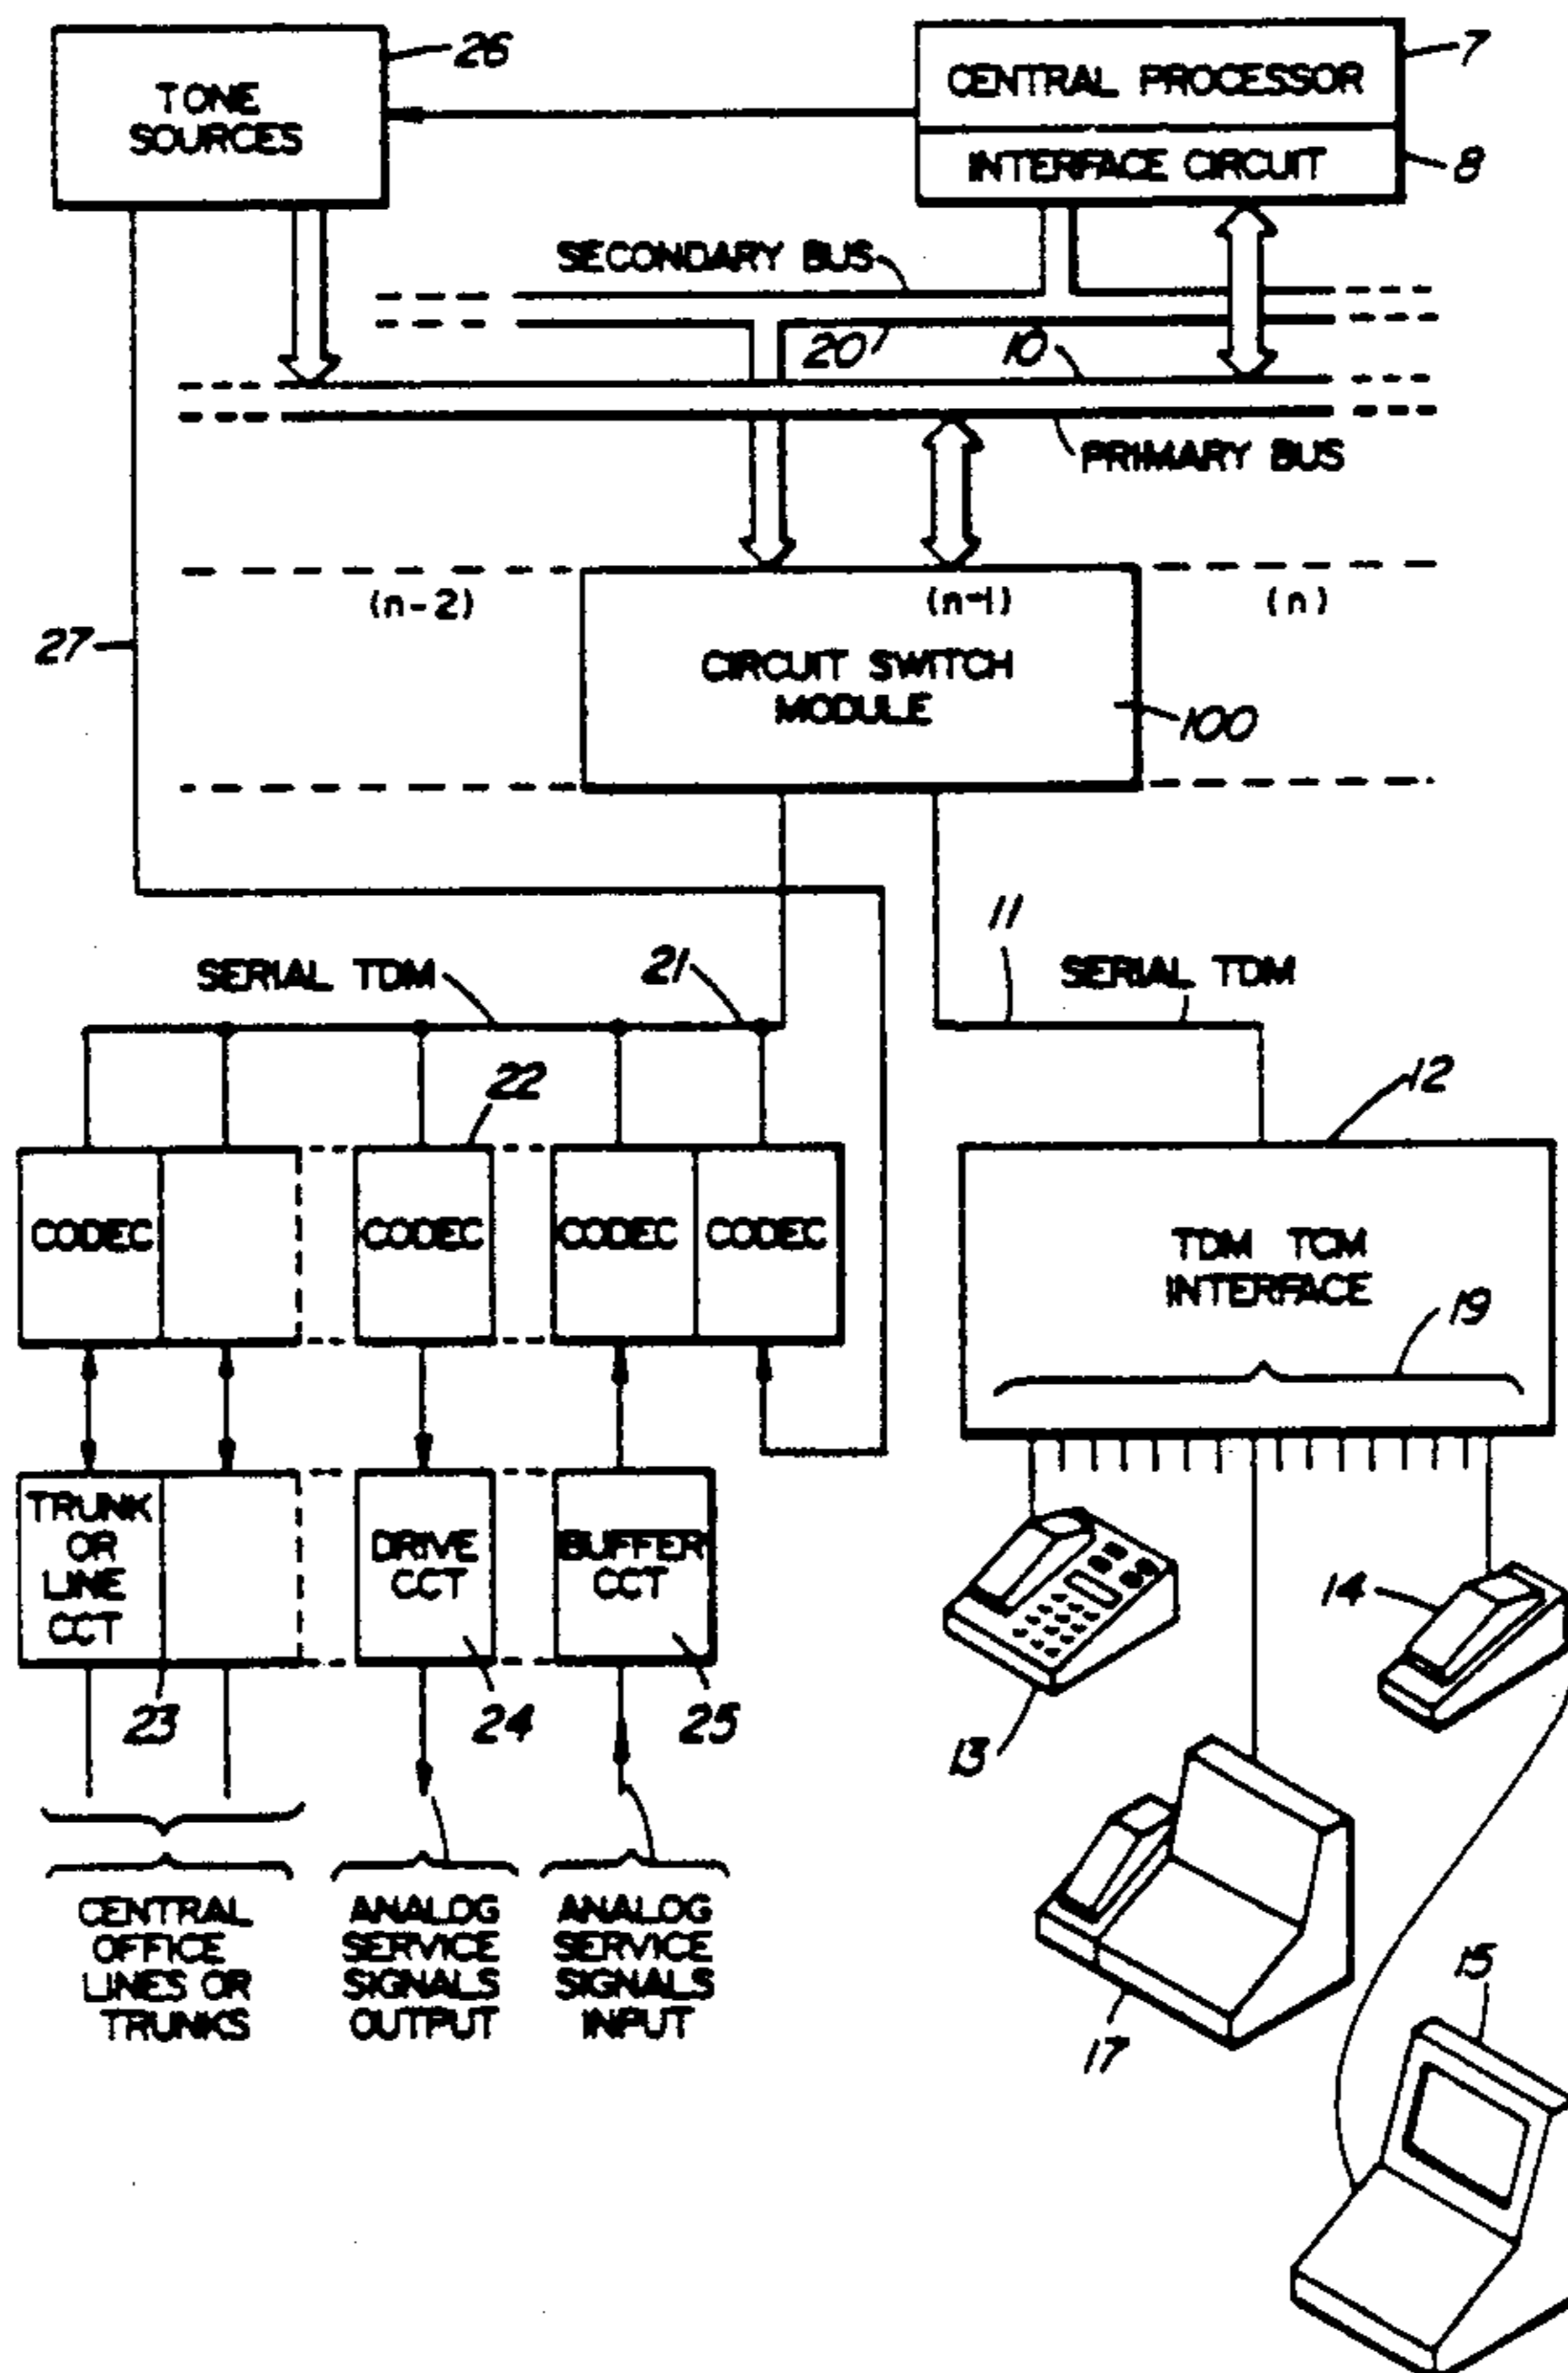 26
TONE
SOURCES
7
CENTRAL PROCESSOR
INTERFACE CIRCUIT
8
SECONDARY BUS
20
10
PRIMARY BUS
(n-2)
(n-1)
(n)
27
CIRCUIT SWITCH
MODULE
100
11
SERIAL TDM
21
SERIAL TDM
22
12
CODEC
CODEC
CODEC
CODEC
TDM TCM
INTERFACE
19
TRUNK
OR
LINE
CCT
DRIVE
CCT
BUFFER
CCT
14
23
24
25
13
CENTRAL
OFFICE
LINES OR
TRUNKS
ANALOG
SERVICE
SIGNALS
OUTPUT
ANALOG
SERVICE
SIGNALS
INPUT
15
17